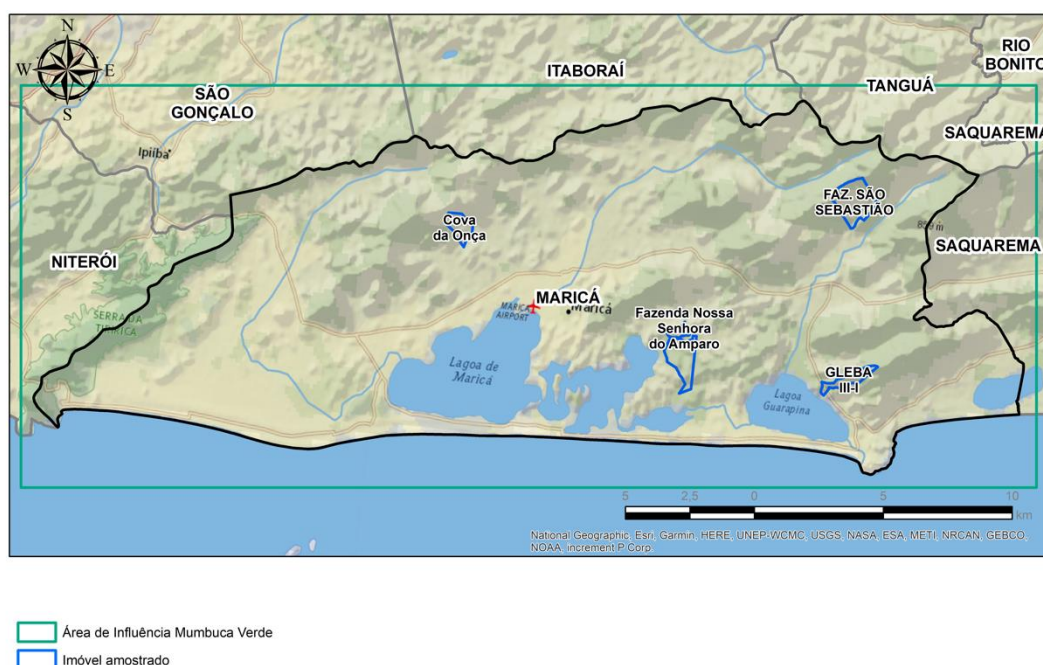 N
W E
S
RIO
BONITO
ITABORAÍ
TANGUÁ
SÃO
GONÇALO
SAQUAREMA
Ipiíba
FAZ. SÃO
SEBASTIÃO
Cova
da Onça
SAQUAREMA
NITERÓI
MARICÁ
MARICÁ
AIRPORT
Maricá
Fazenda Nossa
Senhora
do Amparo
SERRA DA
TIRIRICA
Lagoa de
Maricá
GLEBA
III-I
Lagoa
Guarapina
5 2,5 0 5 10
km
National Geographic, Esri, Garmin, HERE, UNEP-WCMC, USGS, NASA, ESA, METI, NRCAN, GEBCO,
NOAA, increment P Corp.
Área de Influência Mumbuca Verde
Imóvel amostrado